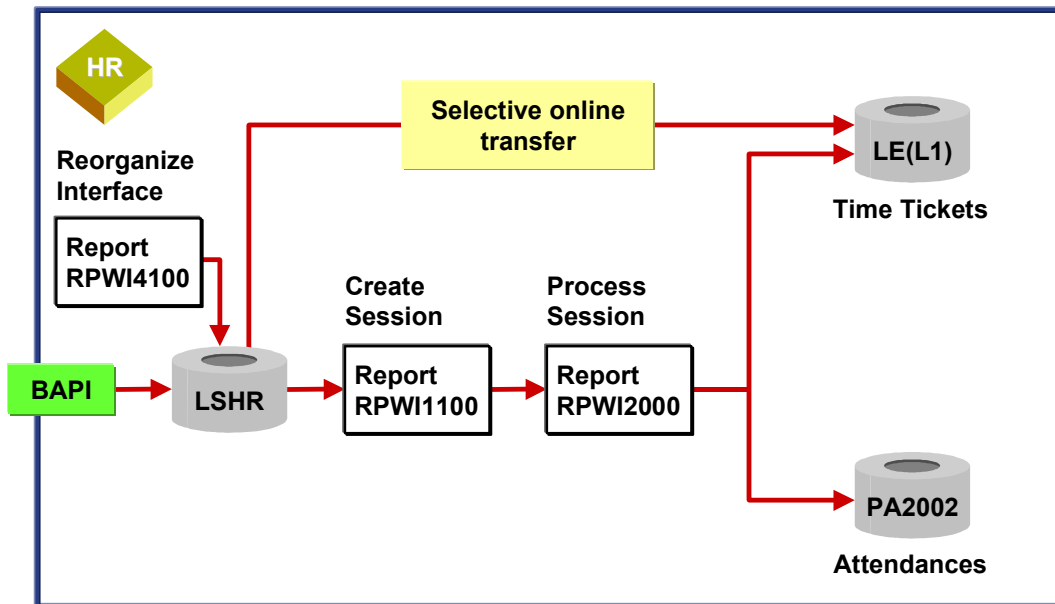 HR
Selective online
transfer
LE(L1)
Time Tickets
Reorganize
Interface
Report
RPWI4100
Create
Session
Process
Session
BAPI
LSHR
Report
RPWI1100
Report
RPWI2000
PA2002
Attendances